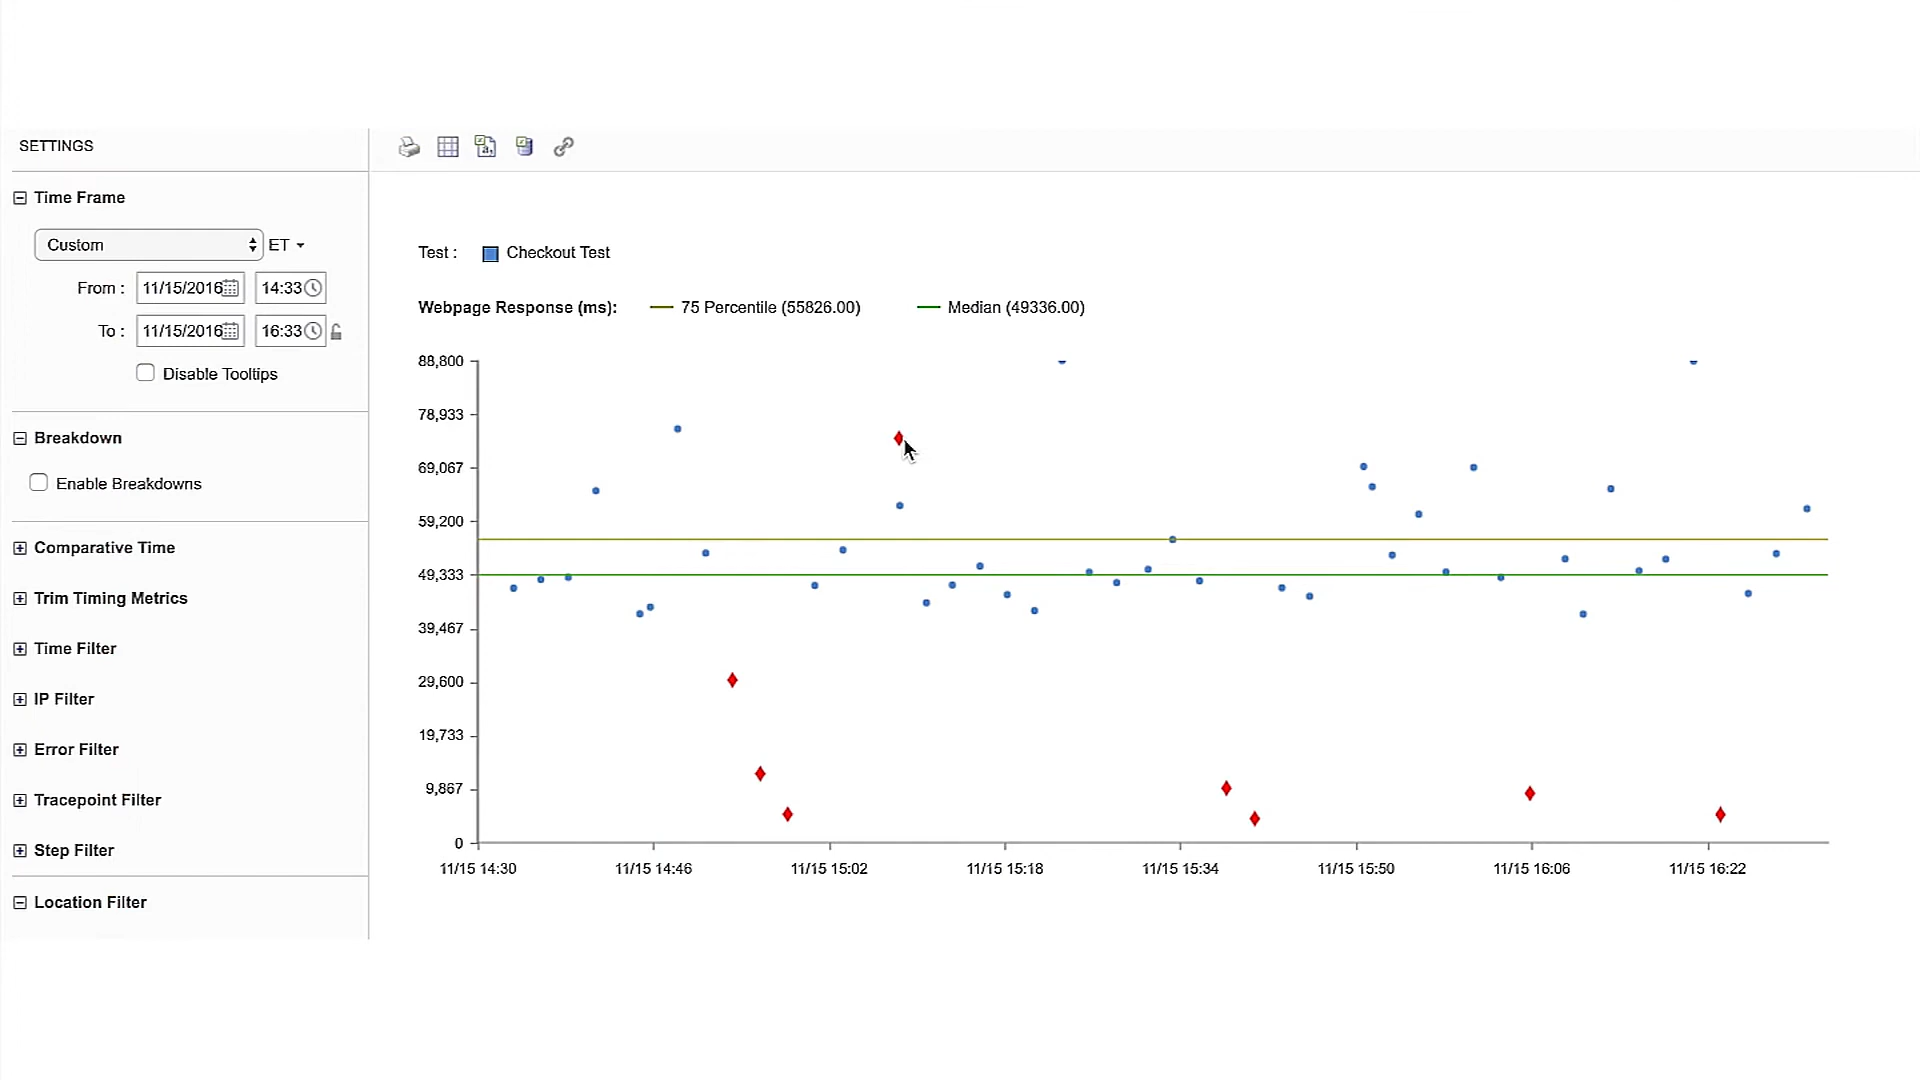 SETTINGS
Time Frame
Custom ET
From : 11/15/2016 14:33
To : 11/15/2016 16:33
Disable Tooltips
Breakdown
Enable Breakdowns
Comparative Time
Trim Timing Metrics
Time Filter
IP Filter
Error Filter
Tracepoint Filter
Step Filter
Location Filter
Test : Checkout Test
Webpage Response (ms): 75 Percentile (55826.00) Median (49336.00)
88,800
78,933
69,067
59,200
49,333
39,467
29,600
19,733
9,867
0
11/15 14:30 11/15 14:46 11/15 15:02 11/15 15:18 11/15 15:34 11/15 15:50 11/15 16:06 11/15 16:22